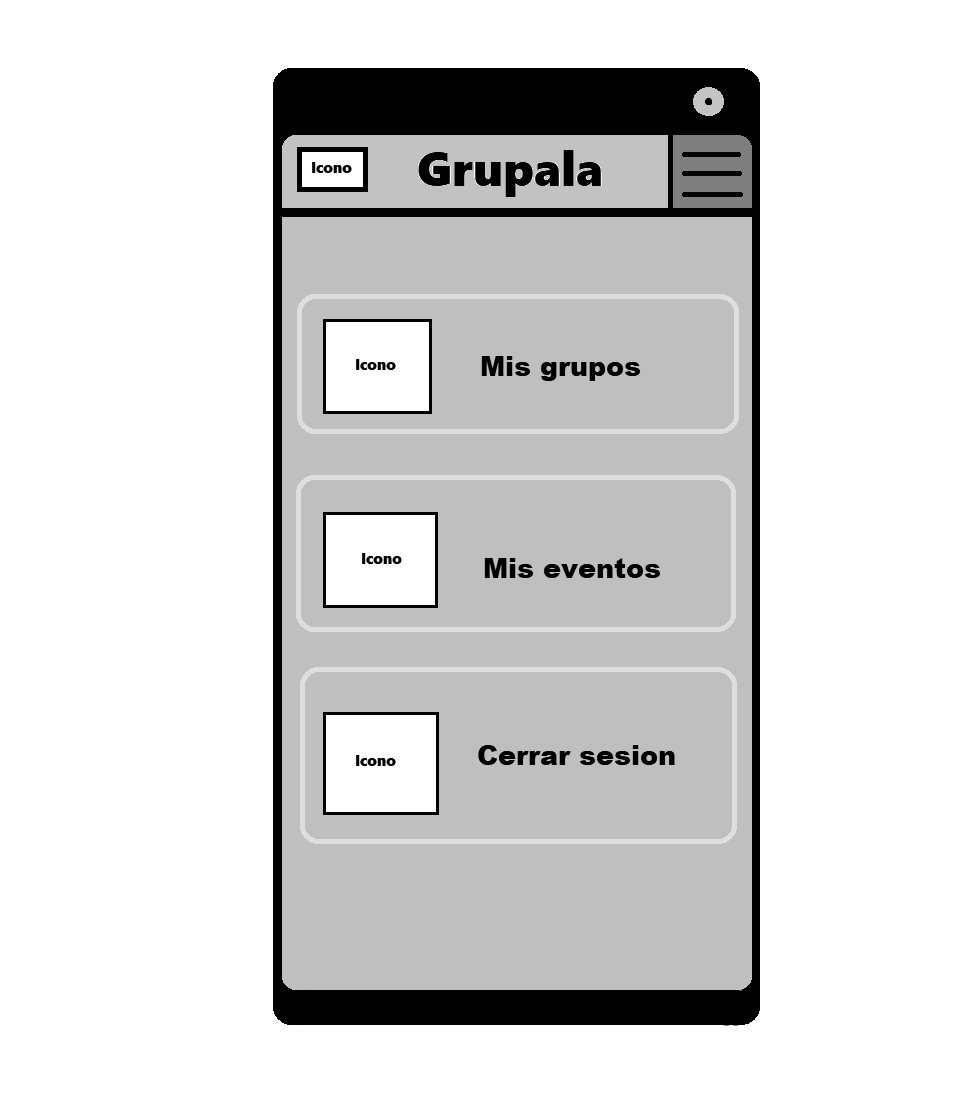 Icono
Grupala
Icono
Mis grupos
Icono
Mis eventos
Icono
Cerrar sesion